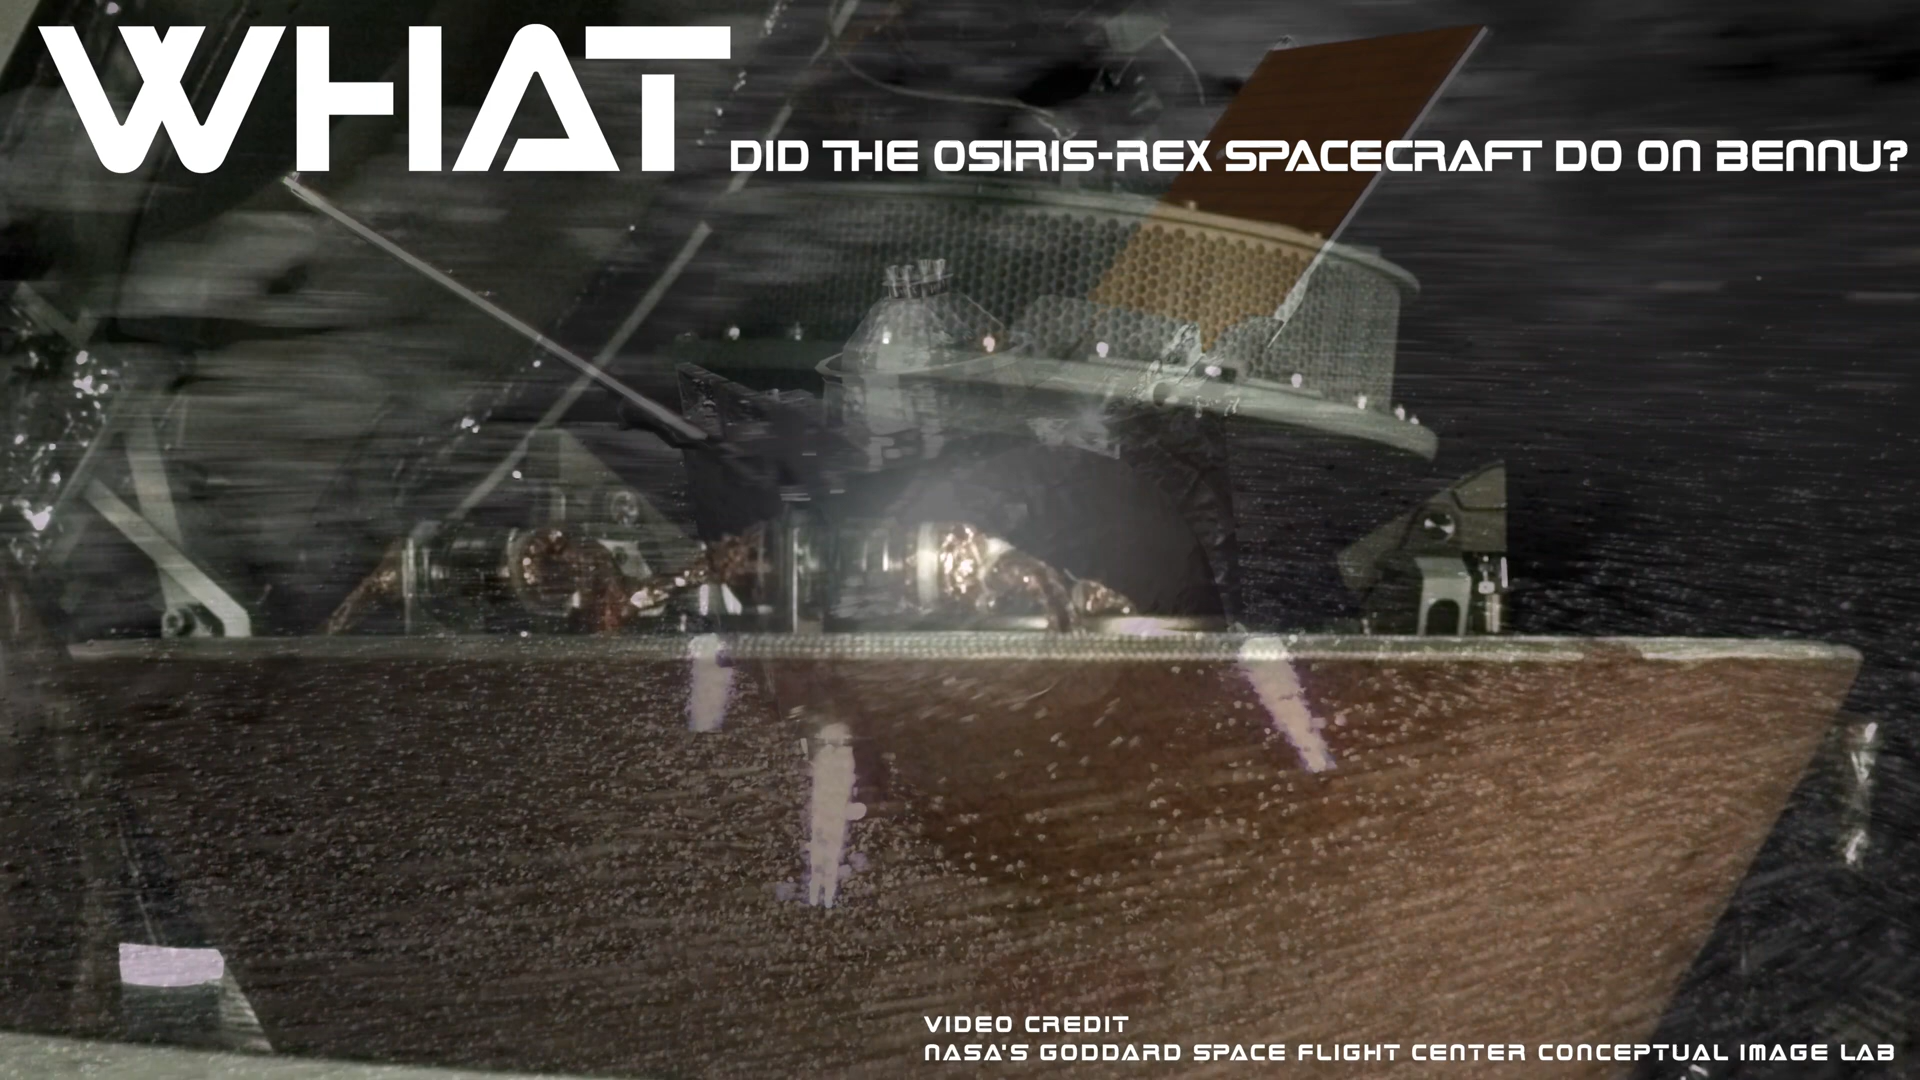 WHAT DID THE OSIRIS-REX SPACECRAFT DO ON BENNU?
VIDEO CREDIT
NASA'S GODDARD SPACE FLIGHT CENTER CONCEPTUAL IMAGE LAB